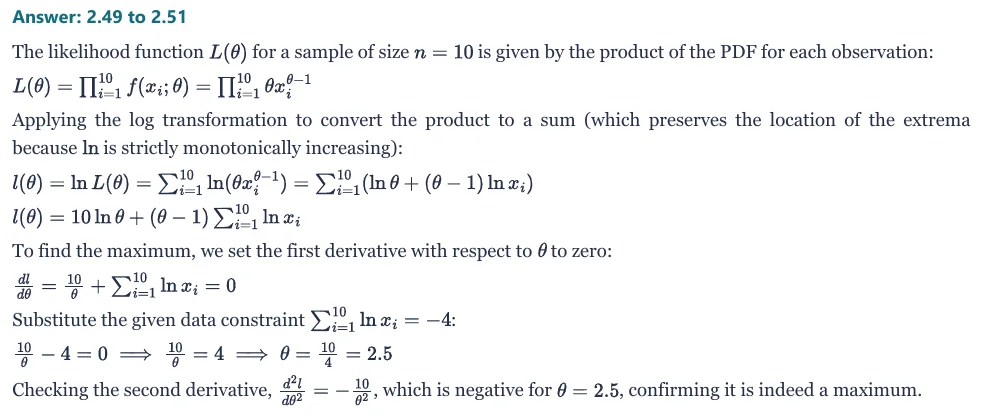 Answer: 2.49 to 2.51
The likelihood function L(θ) for a sample of size n = 10 is given by the product of the PDF for each observation:
L(θ) = ∏_{i=1}^{10} f(x_i; θ) = ∏_{i=1}^{10} θx_i^{θ−1}
Applying the log transformation to convert the product to a sum (which preserves the location of the extrema
because ln is strictly monotonically increasing):
l(θ) = ln L(θ) = ∑_{i=1}^{10} ln(θx_i^{θ−1}) = ∑_{i=1}^{10} (ln θ + (θ − 1) ln x_i)
l(θ) = 10 ln θ + (θ − 1) ∑_{i=1}^{10} ln x_i
To find the maximum, we set the first derivative with respect to θ to zero:
dl/dθ = 10/θ + ∑_{i=1}^{10} ln x_i = 0
Substitute the given data constraint ∑_{i=1}^{10} ln x_i = −4:
10/θ − 4 = 0 ⟹ 10/θ = 4 ⟹ θ = 10/4 = 2.5
Checking the second derivative, d²l/dθ² = −10/θ², which is negative for θ = 2.5, confirming it is indeed a maximum.